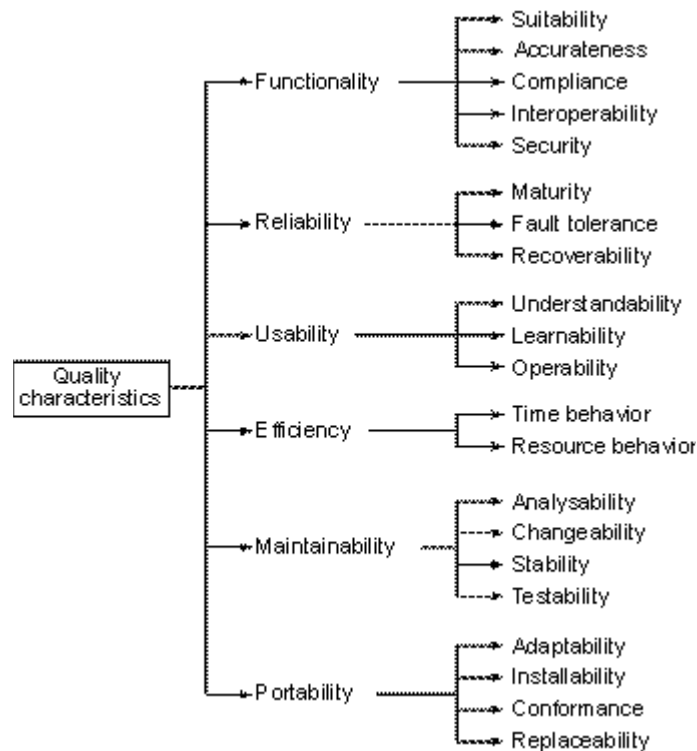 Quality
characteristics
Functionality
Suitability
Accurateness
Compliance
Interoperability
Security
Reliability
Maturity
Fault tolerance
Recoverability
Usability
Understandability
Learnability
Operability
Efficiency
Time behavior
Resource behavior
Maintainability
Analysability
Changeability
Stability
Testability
Portability
Adaptability
Installability
Conformance
Replaceability